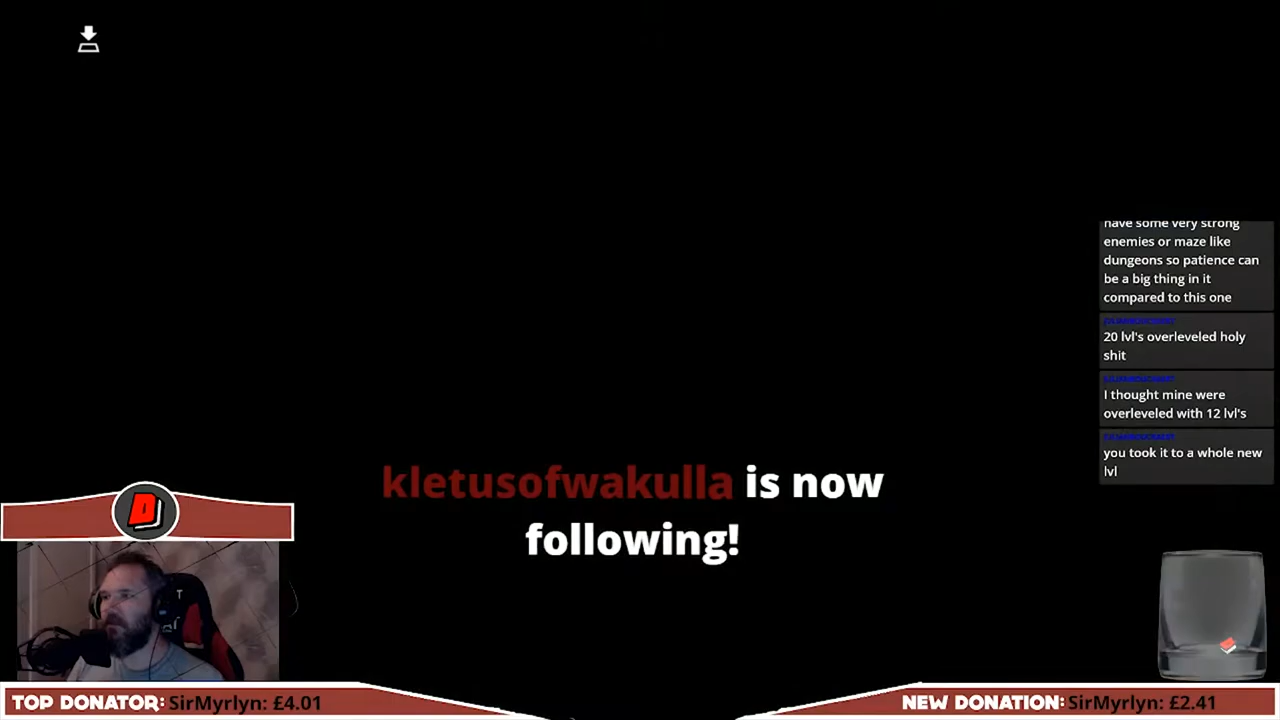 have some very strong
enemies or maze like
dungeons so patience can
be a big thing in it
compared to this one
20 lvl's overleveled holy
shit
I thought mine were
overleveled with 12 lvl's
you took it to a whole new
lvl
kletusofwakulla is now
following!
D
TOP DONATOR: SirMyrlyn: £4.01
NEW DONATION: SirMyrlyn: £2.41